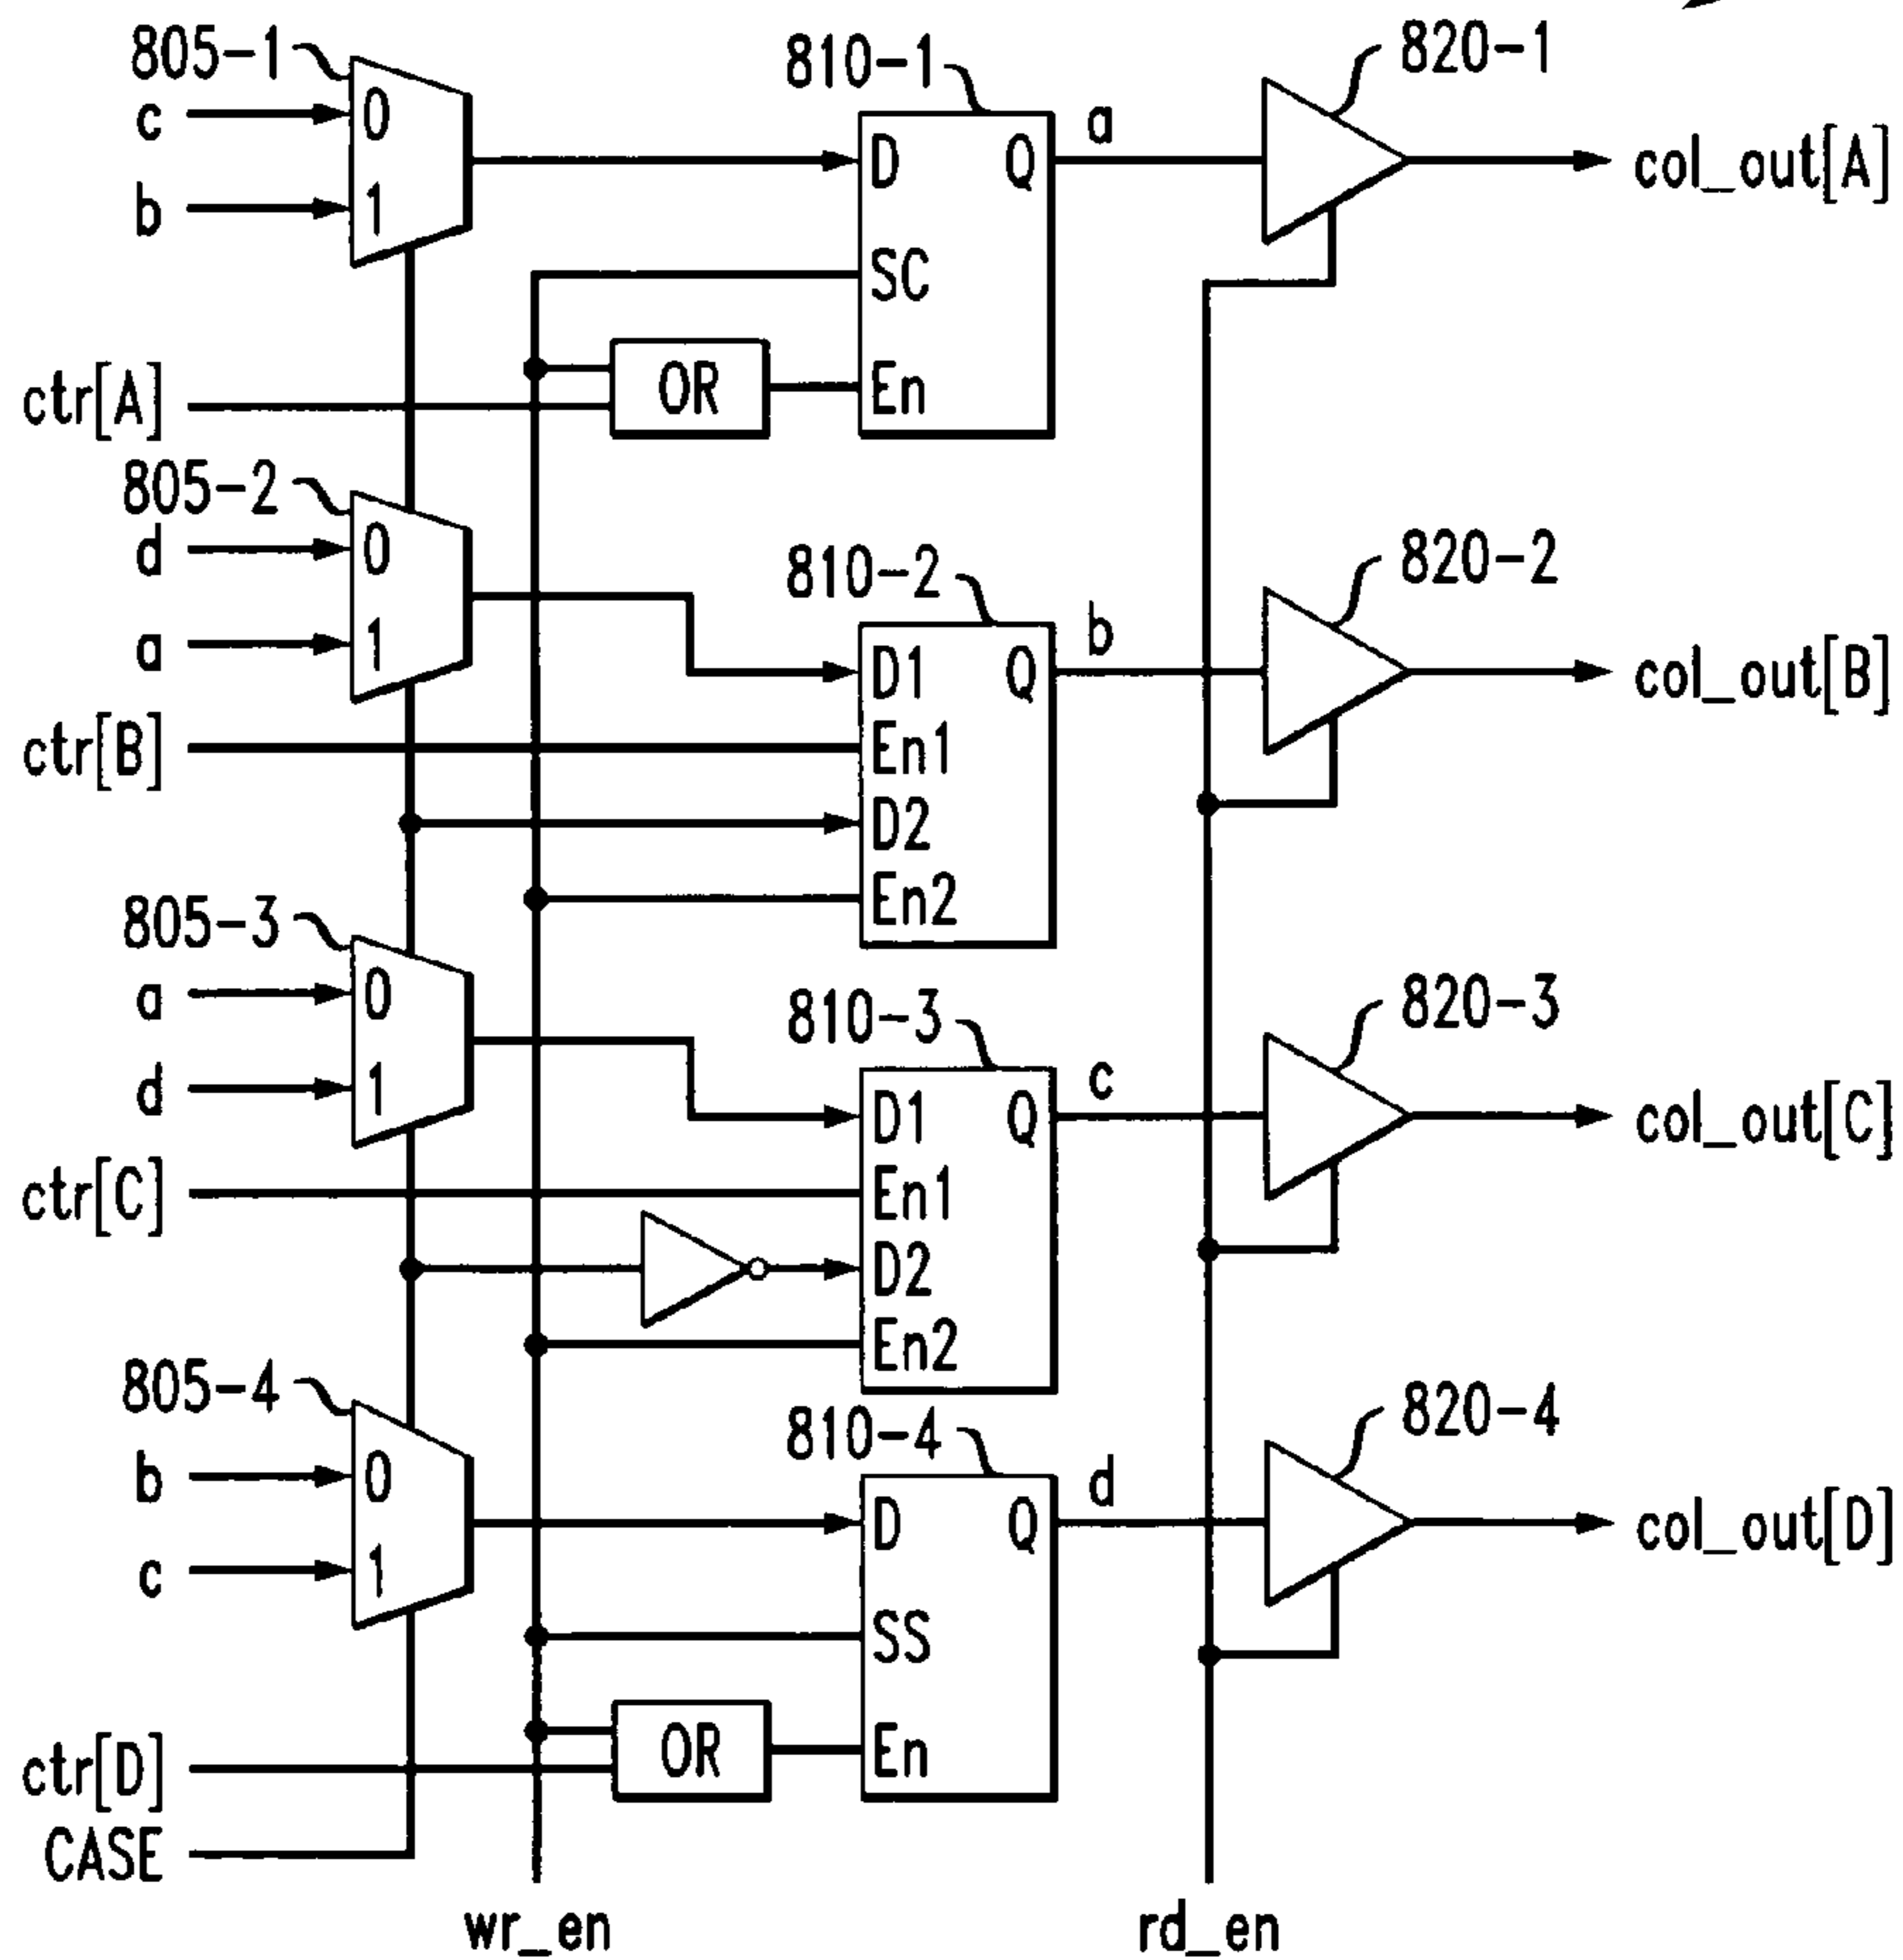 805-1
c
0
b
1
810-1
D
Q
SC
En
a
820-1
col_out[A]
ctr[A]
OR
805-2
d
0
a
1
ctr[B]
810-2
D1
Q
En1
D2
En2
b
820-2
col_out[B]
805-3
a
0
d
1
ctr[C]
810-3
D1
Q
En1
D2
En2
c
820-3
col_out[C]
805-4
b
0
c
1
810-4
D
Q
SS
En
d
820-4
col_out[D]
ctr[D]
OR
CASE
wr_en
rd_en